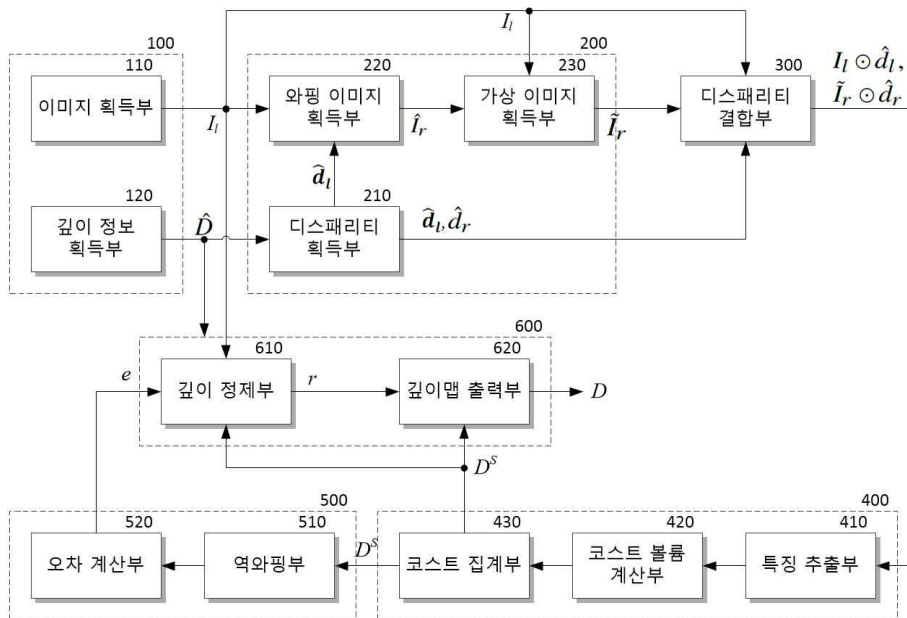 I_l
100
200
110
220
230
300
이미지 획득부
와핑 이미지
획득부
가상 이미지
획득부
디스패리티
결합부
I_l ⊙ d̂_l,
Ĩ_r ⊙ d̂_r
I_l
Î_r
Ĩ_r
d̂_l
120
210
깊이 정보
획득부
D̂
디스패리티
획득부
d̂_l, d̂_r
600
610
620
e
깊이 정제부
r
깊이맵 출력부
D
D^S
500
400
520
510
430
420
410
오차 계산부
역와핑부
D^S
코스트 집계부
코스트 볼륨
계산부
특징 추출부